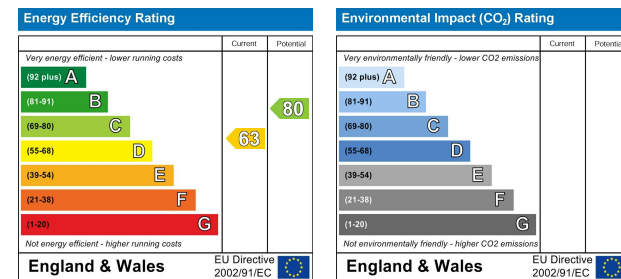 Energy Efficiency Rating
Current Potential
Very energy efficient - lower running costs
(92 plus) A
(81-91) B
(69-80) C
(55-68) D
(39-54) E
(21-38) F
(1-20) G
63
80
Not energy efficient - higher running costs
England & Wales
EU Directive
2002/91/EC
Environmental Impact (CO₂) Rating
Current Potential
Very environmentally friendly - lower CO2 emissions
(92 plus) A
(81-91) B
(69-80) C
(55-68) D
(39-54) E
(21-38) F
(1-20) G
Not environmentally friendly - higher CO2 emissions
England & Wales
EU Directive
2002/91/EC